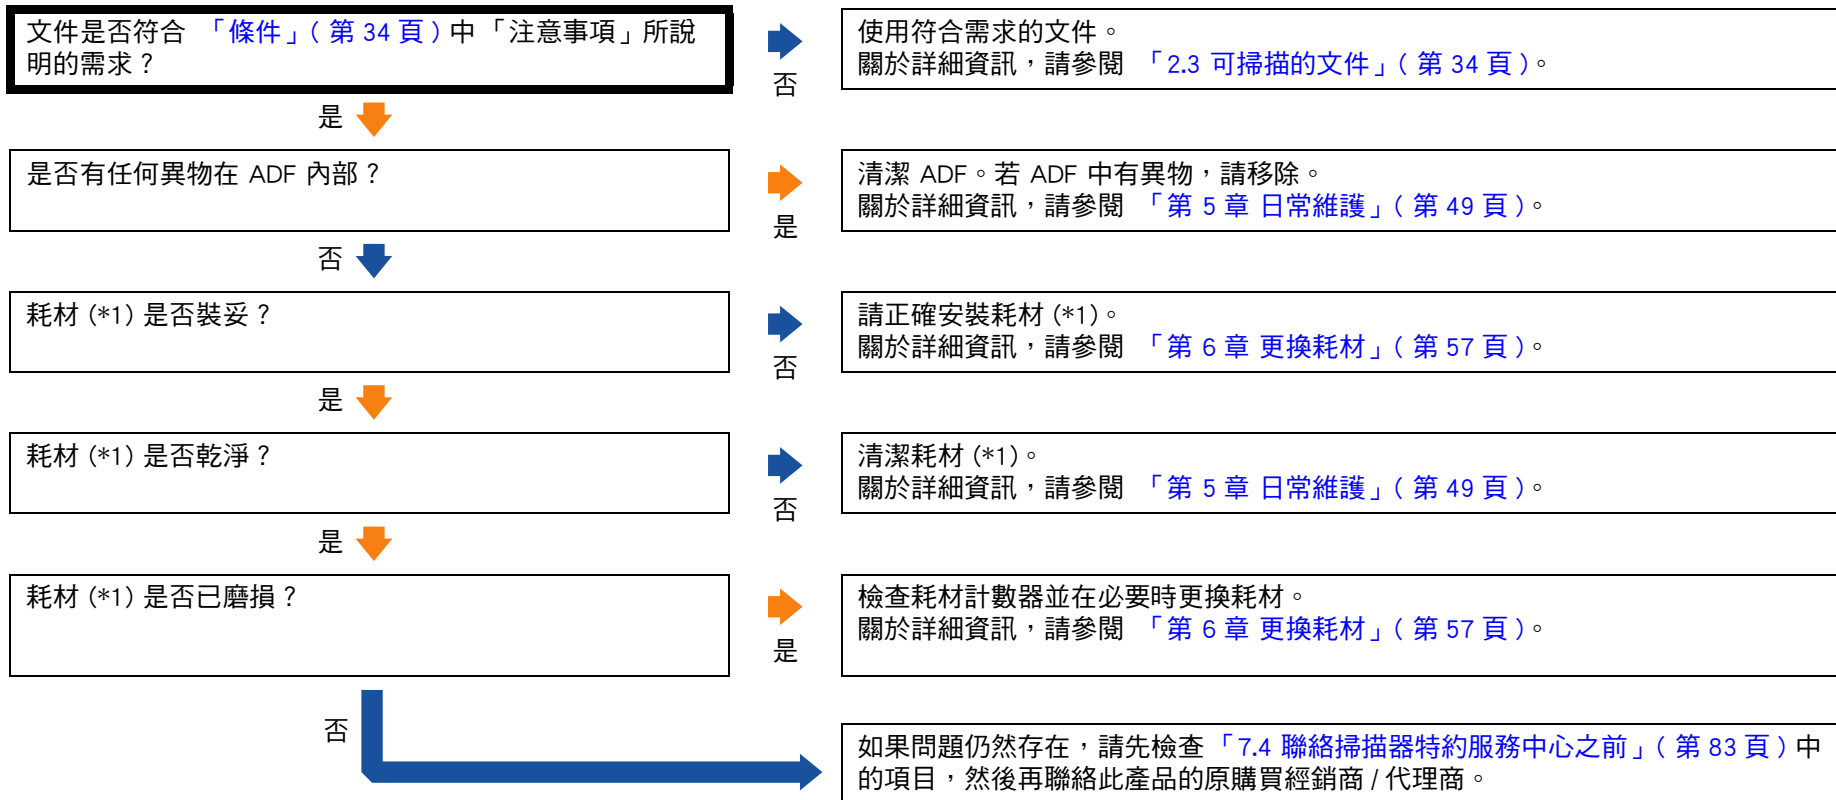 文件是否符合 「條件」( 第 34 頁 ) 中「注意事項」所說
明的需求？
否
使用符合需求的文件。
關於詳細資訊，請參閱 「2.3 可掃描的文件」( 第 34 頁 )。
是
是否有任何異物在 ADF 內部？
是
清潔 ADF。若 ADF 中有異物，請移除。
關於詳細資訊，請參閱 「第 5 章 日常維護」( 第 49 頁 )。
否
耗材 (*1) 是否裝妥？
否
請正確安裝耗材 (*1)。
關於詳細資訊，請參閱 「第 6 章 更換耗材」( 第 57 頁 )。
是
耗材 (*1) 是否乾淨？
否
清潔耗材 (*1)。
關於詳細資訊，請參閱 「第 5 章 日常維護」( 第 49 頁 )。
是
耗材 (*1) 是否已磨損？
是
檢查耗材計數器並在必要時更換耗材。
關於詳細資訊，請參閱 「第 6 章 更換耗材」( 第 57 頁 )。
否
如果問題仍然存在，請先檢查「7.4 聯絡掃描器特約服務中心之前」( 第 83 頁 ) 中
的項目，然後再聯絡此產品的原購買經銷商 / 代理商。